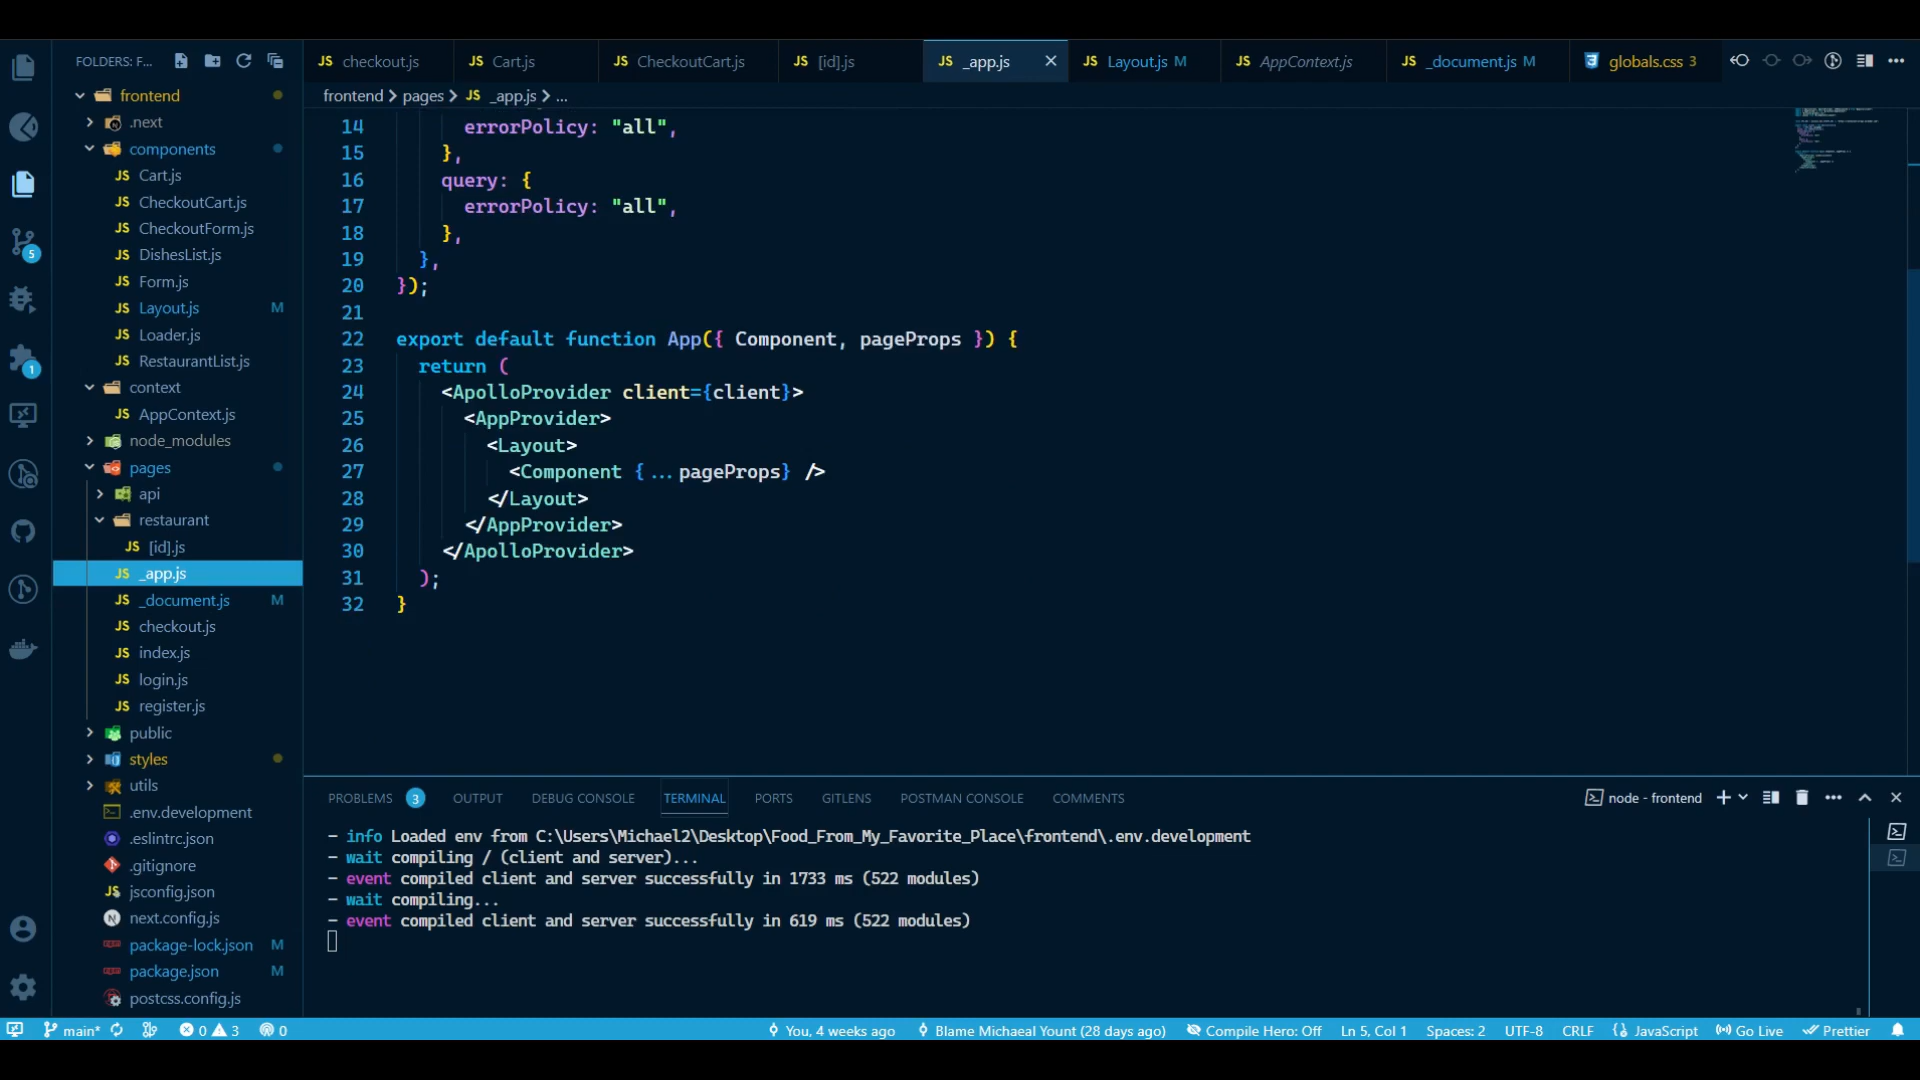 FOLDERS: F...
frontend
.next
components
Cart.js
CheckoutCart.js
CheckoutForm.js
DishesList.js
Form.js
Layout.js M
Loader.js
RestaurantList.js
context
AppContext.js
node_modules
pages
api
restaurant
[id].js
_app.js
_document.js M
checkout.js
index.js
login.js
register.js
public
styles
utils
.env.development
.eslintrc.json
.gitignore
jsconfig.json
next.config.js
package-lock.json M
package.json M
postcss.config.js
5
1
JS checkout.js JS Cart.js JS CheckoutCart.js JS [id].js JS _app.js JS Layout.js M JS AppContext.js JS _document.js M globals.css 3
frontend > pages > JS _app.js > ...
14 errorPolicy: "all",
15 },
16 query: {
17 errorPolicy: "all",
18 },
19 },
20 });
21
22 export default function App({ Component, pageProps }) {
23 return (
24 <ApolloProvider client={client}>
25 <AppProvider>
26 <Layout>
27 <Component {...pageProps} />
28 </Layout>
29 </AppProvider>
30 </ApolloProvider>
31 );
32 }
PROBLEMS 3 OUTPUT DEBUG CONSOLE TERMINAL PORTS GITLENS POSTMAN CONSOLE COMMENTS node - frontend
- info Loaded env from C:\Users\Michael2\Desktop\Food_From_My_Favorite_Place\frontend\.env.development
- wait compiling / (client and server)...
- event compiled client and server successfully in 1733 ms (522 modules)
- wait compiling...
- event compiled client and server successfully in 619 ms (522 modules)
main* 0 3 0 You, 4 weeks ago Blame Michaeal Yount (28 days ago) Compile Hero: Off Ln 5, Col 1 Spaces: 2 UTF-8 CRLF JavaScript Go Live Prettier